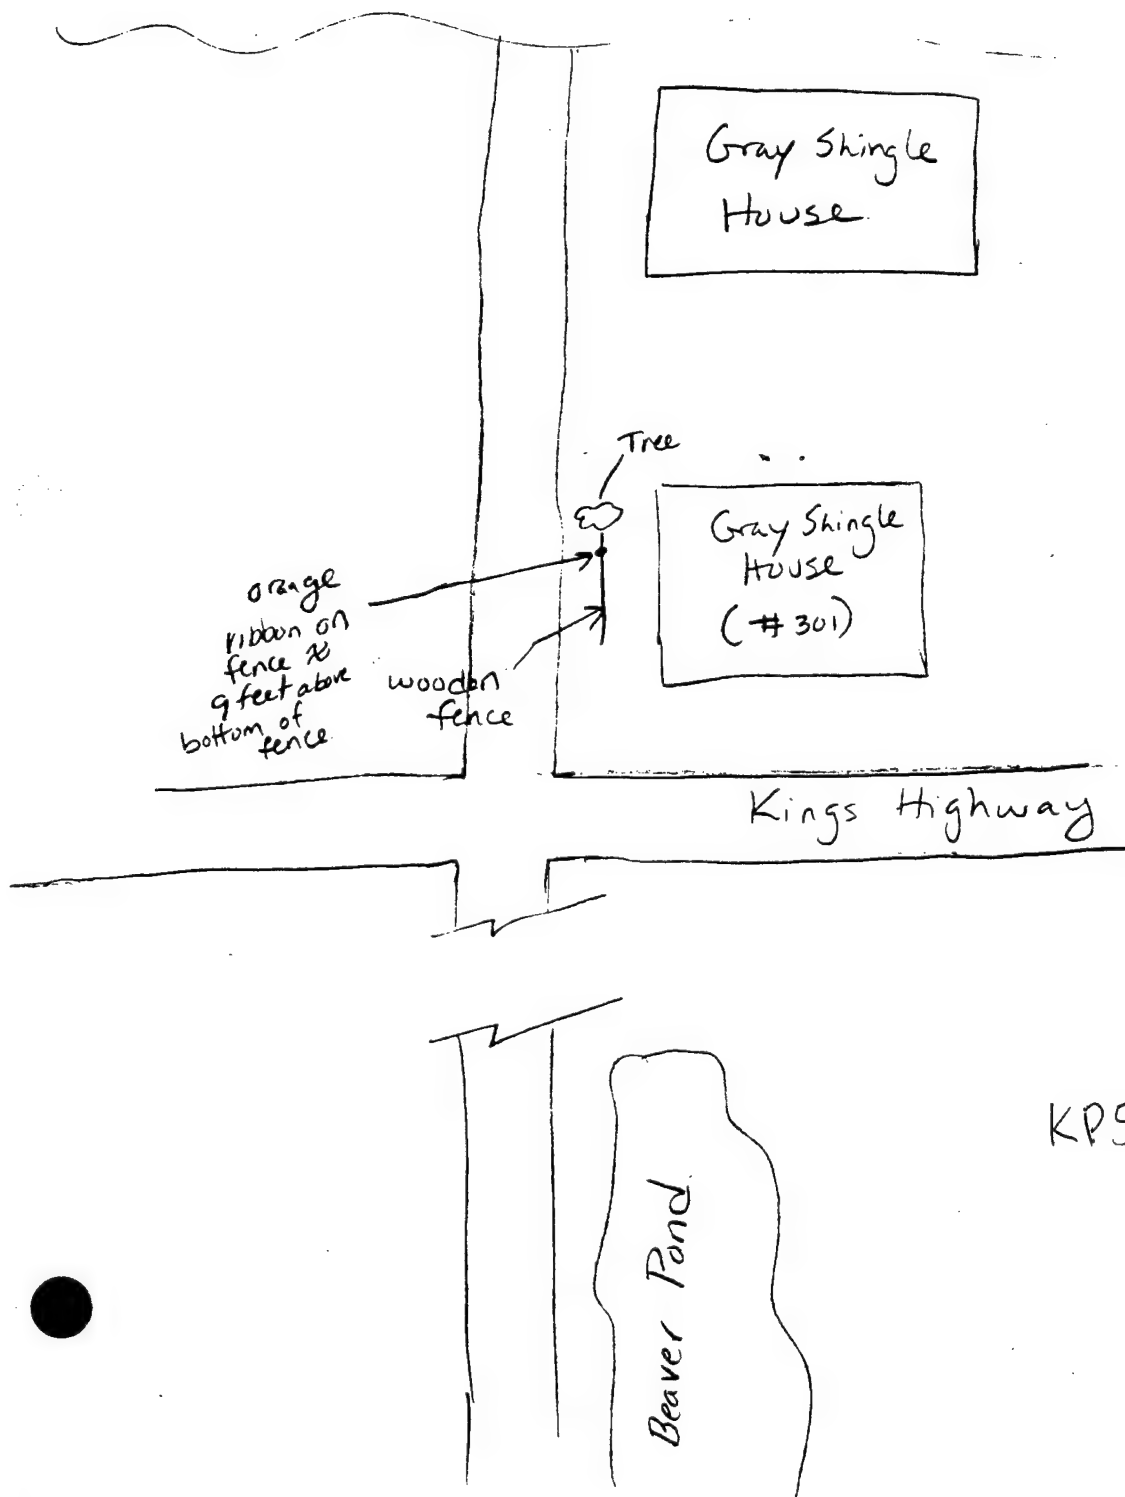 Gray Shingle
House
Tree
Gray Shingle
House
(#301)
orange
ribbon on
fence ≈
9 feet above
bottom of
fence
wooden
fence
Kings Highway
KPS
Beaver Pond